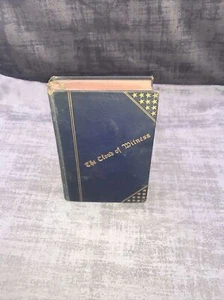 The Cloud of Witness